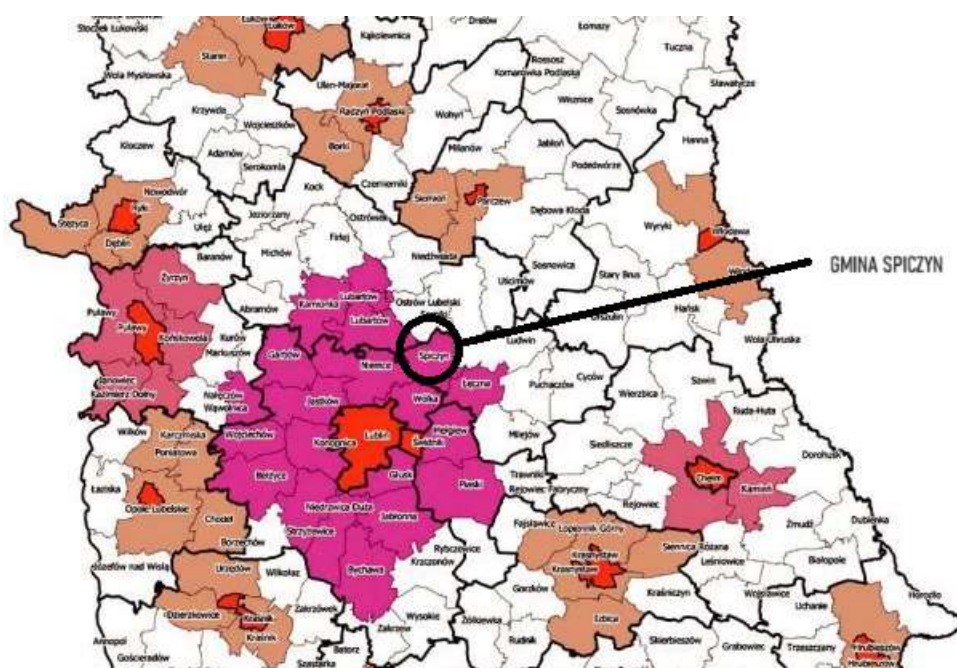 Stoczek Łukowski
Łuków
Kąkolewnica
Drelów
Łomazy
Tuczna
Stanin
Wola Mysłowska
Ulan-Majorat
Rossosz
Komarówka Podlaska
Sławatycze
Radzyń Podlaski
Wohyń
Wisznice
Sosnówka
Krzywda
Wojcieszków
Hanna
Kłoczew
Adamów
Borki
Milanów
Jabłoń
Serokomla
Czemierniki
Podedwórze
Nowodwór
Kock
Siemień
Parczew
Ryki
Jeziorzany
Ostrówek
Dębowa Kłoda
Stężyca
Ułęż
Wyryki
Włodawa
Dęblin
Michów
Firlej
Niedźwiada
Baranów
Sosnowica
Żyrzyn
Uścimów
Stary Brus
GMINA SPICZYN
Kamionka
Lubartów
Ostrów Lubelski
Abramów
Puławy
Lubartów
Hańsk
Puławy
Końskowola
Kurów
Urszulin
Wola Uhruska
Markuszów
Garbów
Niemce
Spiczyn
Ludwin
Janowiec
Kazimierz Dolny
Nałęczów
Wąwolnica
Jastków
Wólka
Łęczna
Puchaczów
Cyców
Wierzbica
Sawin
Ruda-Huta
Wilków
Karczmiska
Wojciechów
Konopnica
Lublin
Świdnik
Mełgiew
Milejów
Siedliszcze
Dorohusk
Poniatowa
Bełżyce
Głusk
Piaski
Trawniki
Chełm
Kamień
Łaziska
Rejowiec Fabryczny
Rejowiec
Opole Lubelskie
Chodel
Niedrzwica Duża
Jabłonna
Fajsławice
Łopiennik Górny
Żmudź
Dubienka
Borzechów
Strzyżewice
Siennica Różana
Rybczewice
Krzczonów
Krasnystaw
Leśniowice
Białopole
Józefów nad Wisłą
Urzędów
Wilkołaz
Bychawa
Krasnystaw
Gorzków
Kraśniczyn
Wojsławice
Horodło
Dzierzkowice
Zakrzówek
Wysokie
Żółkiewka
Izbica
Uchanie
Kraśnik
Annopol
Kraśnik
Zakrzew
Rudnik
Skierbieszów
Grabowiec
Trzeszczany
Hrubieszów
Gościeradów
Szastarka
Batorz
Hrubieszów